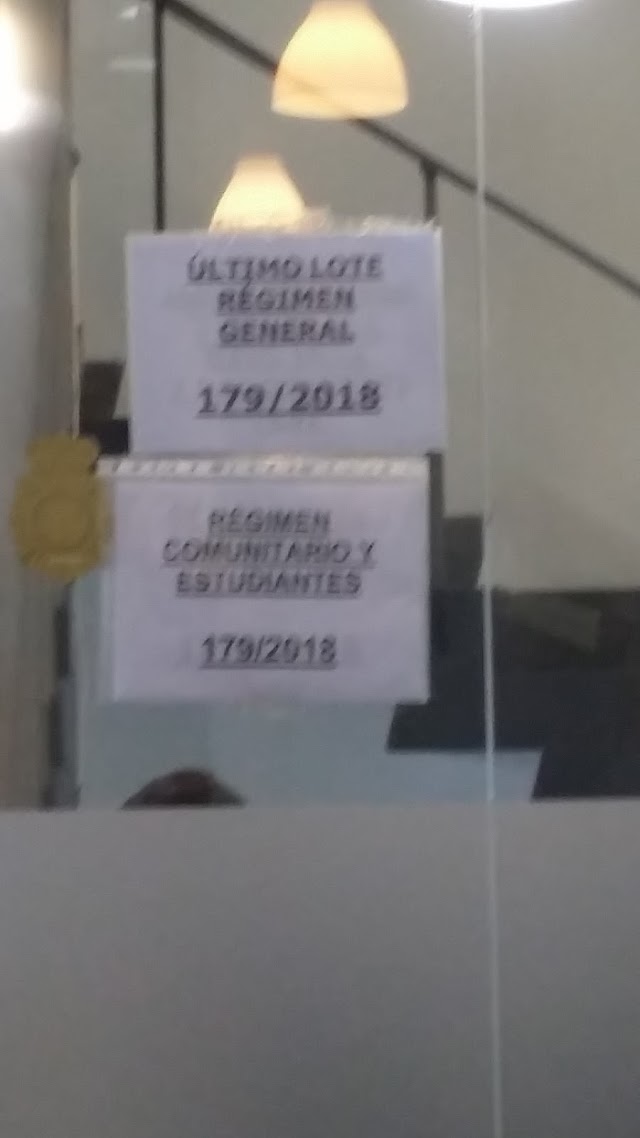 ÚLTIMO LOTE
RÉGIMEN
GENERAL
179/2018
RÉGIMEN
COMUNITARIO Y
ESTUDIANTES
179/2018